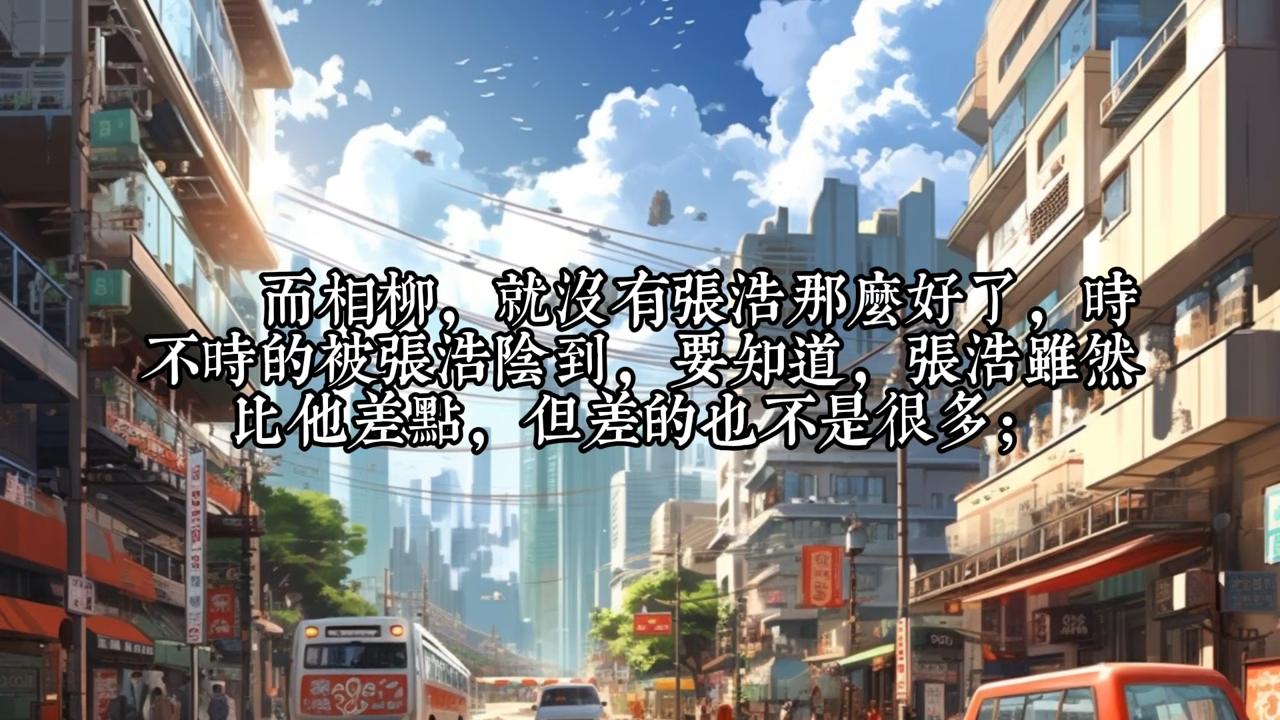 而相柳，就沒有張浩那麼好了，時
不時的被張浩陰到，要知道，張浩雖然
比他差點，但差的也不是很多；